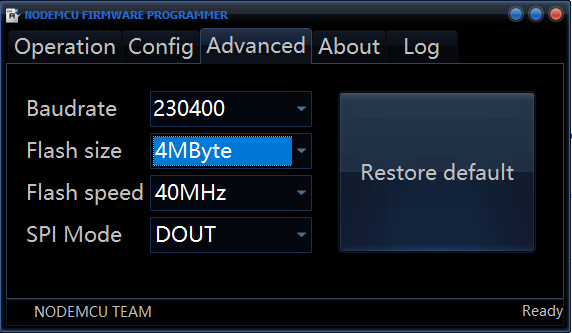 NODEMCU FIRMWARE PROGRAMMER
Operation Config Advanced About Log
Baudrate 230400
Flash size 4MByte
Flash speed 40MHz
SPI Mode DOUT
Restore default
NODEMCU TEAM Ready